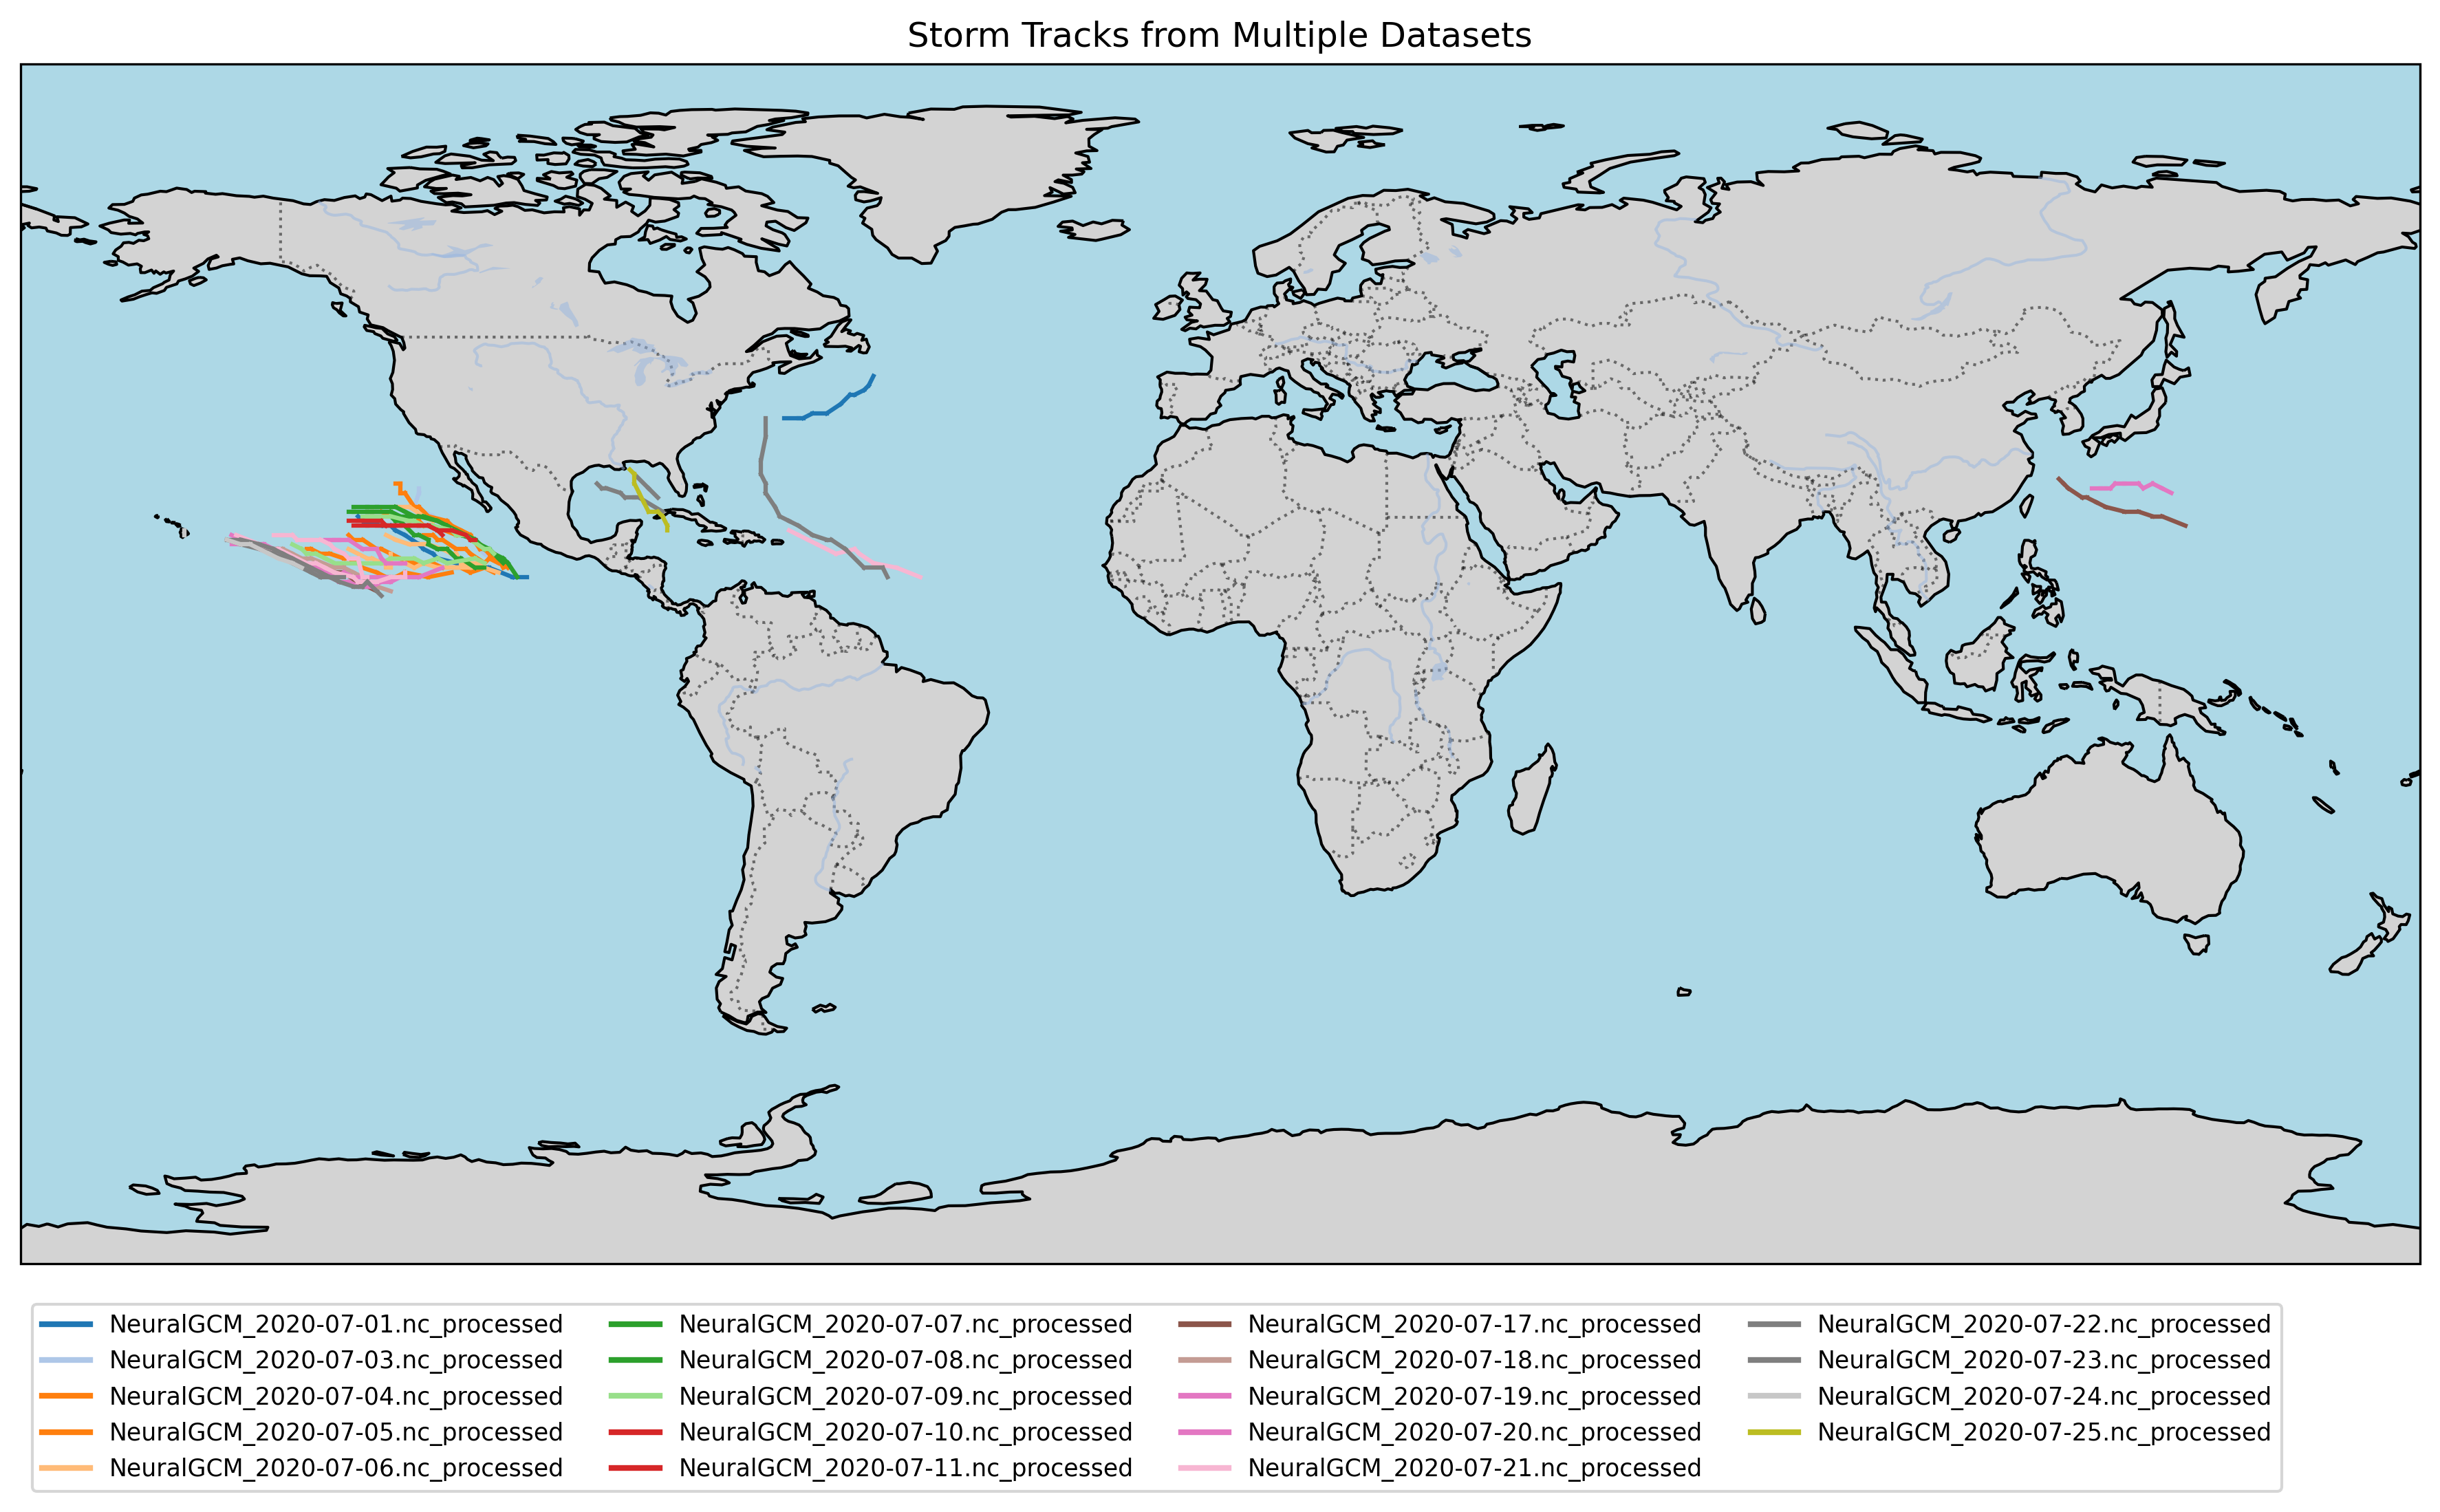 Storm Tracks from Multiple Datasets
NeuralGCM_2020-07-01.nc_processed
NeuralGCM_2020-07-03.nc_processed
NeuralGCM_2020-07-04.nc_processed
NeuralGCM_2020-07-05.nc_processed
NeuralGCM_2020-07-06.nc_processed
NeuralGCM_2020-07-07.nc_processed
NeuralGCM_2020-07-08.nc_processed
NeuralGCM_2020-07-09.nc_processed
NeuralGCM_2020-07-10.nc_processed
NeuralGCM_2020-07-11.nc_processed
NeuralGCM_2020-07-17.nc_processed
NeuralGCM_2020-07-18.nc_processed
NeuralGCM_2020-07-19.nc_processed
NeuralGCM_2020-07-20.nc_processed
NeuralGCM_2020-07-21.nc_processed
NeuralGCM_2020-07-22.nc_processed
NeuralGCM_2020-07-23.nc_processed
NeuralGCM_2020-07-24.nc_processed
NeuralGCM_2020-07-25.nc_processed